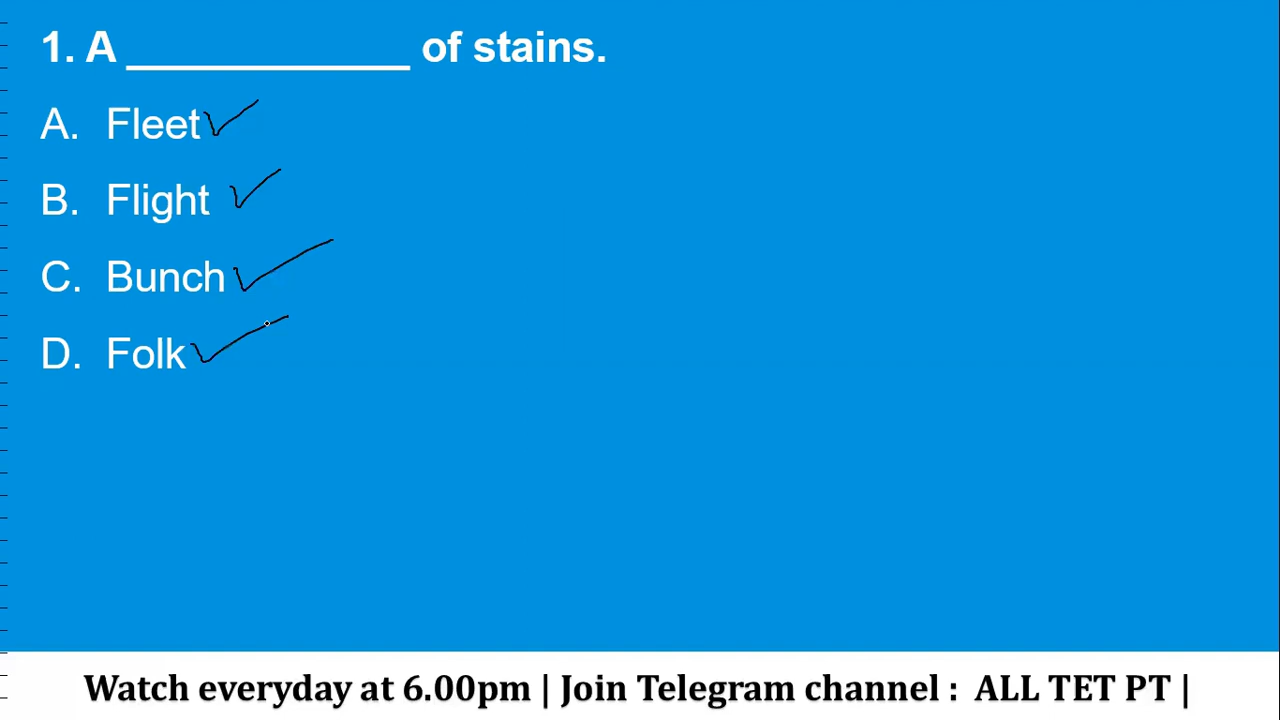 1. A ____________ of stains.
A. Fleet
B. Flight
C. Bunch
D. Folk
Watch everyday at 6.00pm | Join Telegram channel : ALL TET PT |